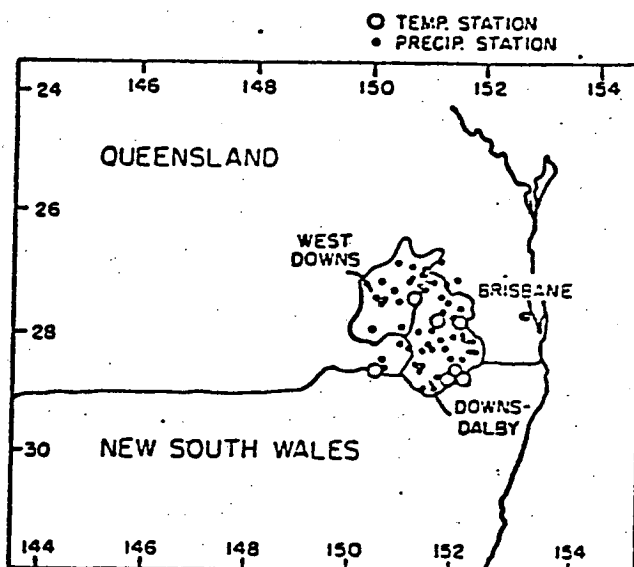 TEMP. STATION
PRECIP. STATION
146 148 150 152 154
24
QUEENSLAND
26
WEST
DOWNS
BRISBANE
28
DOWNS-
DALBY
30
NEW SOUTH WALES
144 146 148 150 152 154